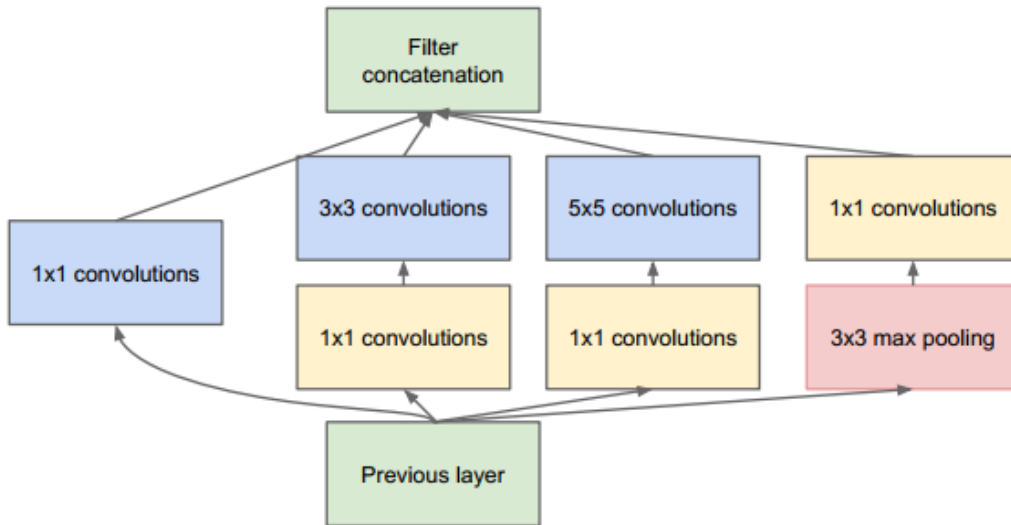 Filter
concatenation
3x3 convolutions
5x5 convolutions
1x1 convolutions
1x1 convolutions
1x1 convolutions
1x1 convolutions
3x3 max pooling
Previous layer